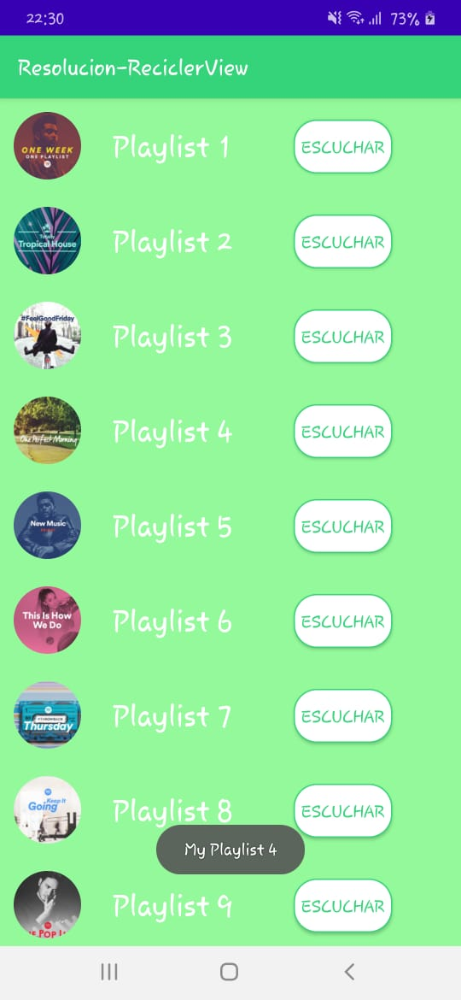 22:30
73%
Resolucion-ReciclerView
ONE WEEK
ONE PLAYLIST
Playlist 1
ESCUCHAR
Totally
Tropical House
Playlist 2
ESCUCHAR
#FeelGoodFriday
Playlist 3
ESCUCHAR
One Perfect Morning
Playlist 4
ESCUCHAR
New Music
Playlist 5
ESCUCHAR
This Is How
We Do
Playlist 6
ESCUCHAR
#THROWBACK
Thursday
Playlist 7
ESCUCHAR
Keep It
Going
Playlist 8
ESCUCHAR
My Playlist 4
Playlist 9
ESCUCHAR
POP